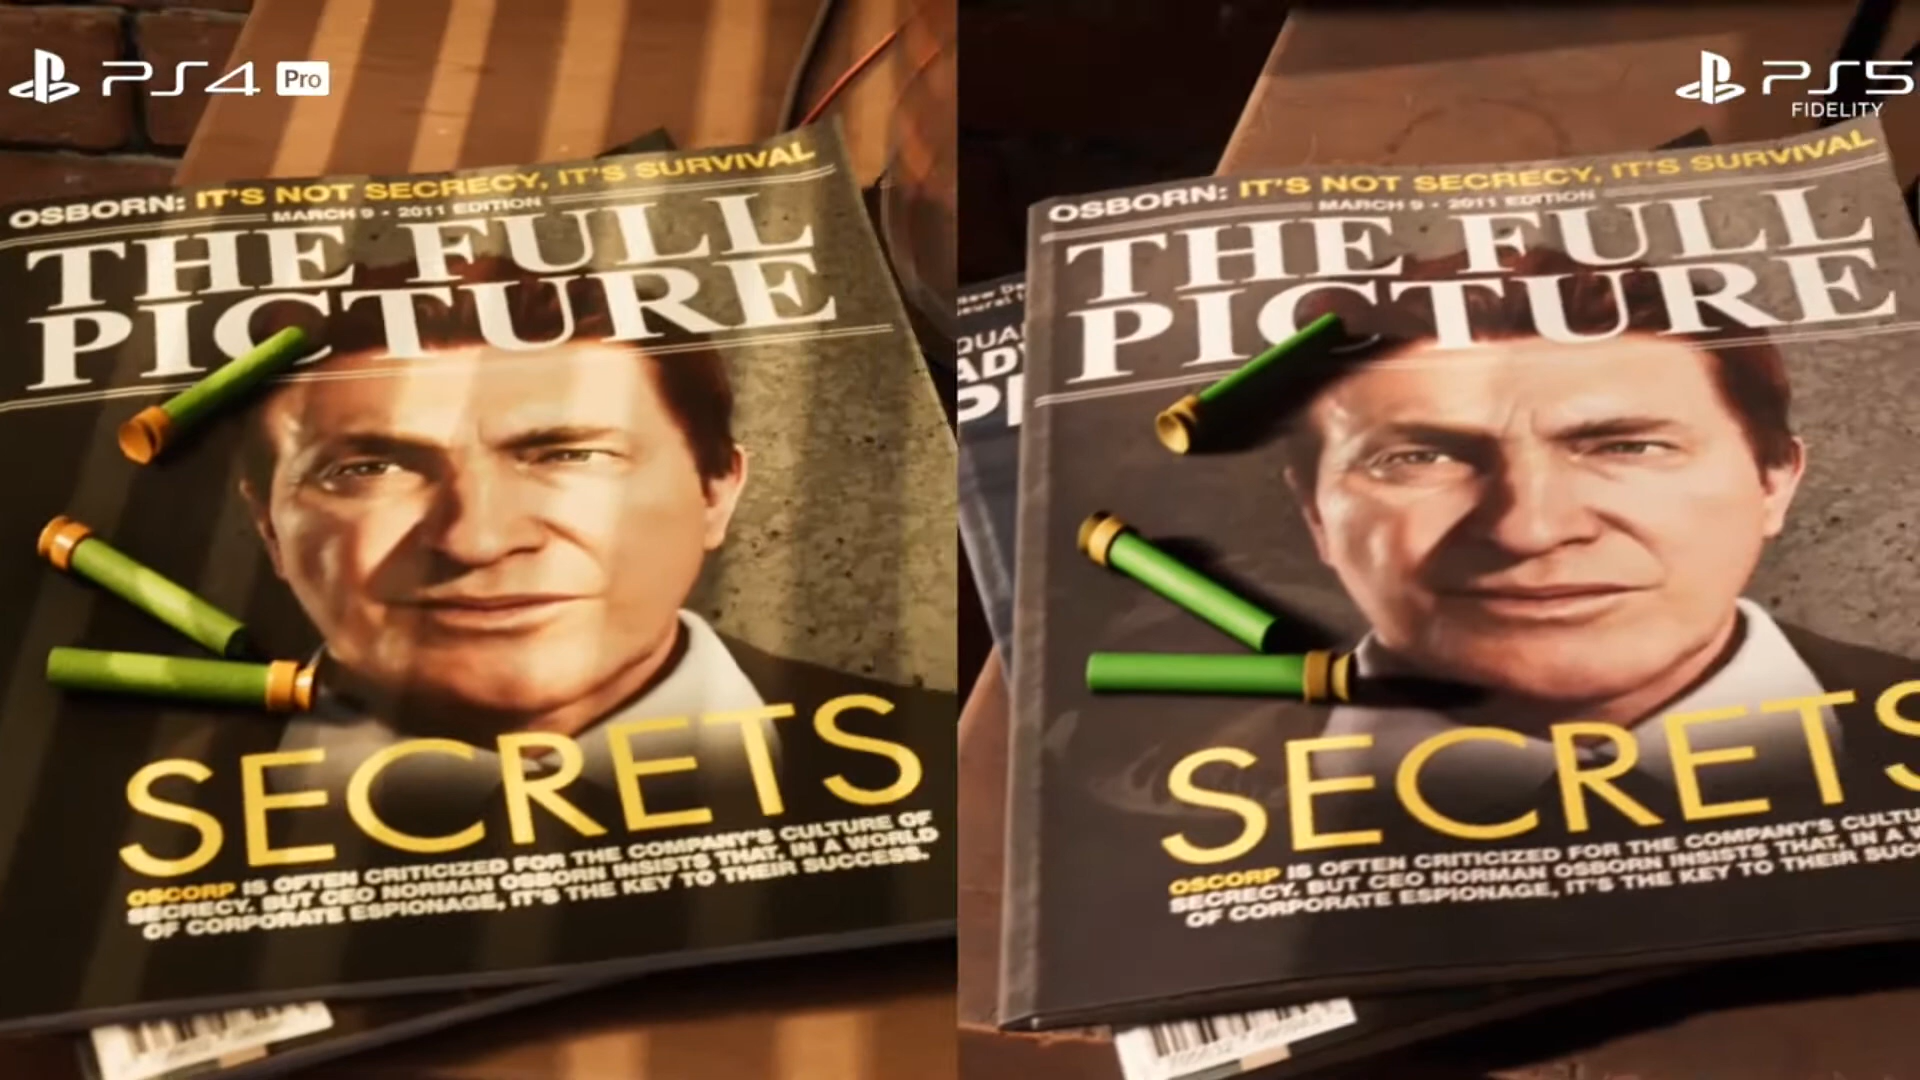 PS4 Pro
OSBORN: IT'S NOT SECRECY, IT'S SURVIVAL
MARCH 9 • 2011 EDITION
THE FULL
PICTURE
SECRETS
OSCORP IS OFTEN CRITICIZED FOR THE COMPANY'S CULTURE OF
SECRECY. BUT CEO NORMAN OSBORN INSISTS THAT, IN A WORLD
OF CORPORATE ESPIONAGE, IT'S THE KEY TO THEIR SUCCESS.
PS5
FIDELITY
OSBORN: IT'S NOT SECRECY, IT'S SURVIVAL
MARCH 9 • 2011 EDITION
THE FULL
PICTURE
QUA
AD
SECRETS
OSCORP IS OFTEN CRITICIZED FOR THE COMPANY'S CULTU
SECRECY. BUT CEO NORMAN OSBORN INSISTS THAT, IN A W
OF CORPORATE ESPIONAGE, IT'S THE KEY TO THEIR SUCC